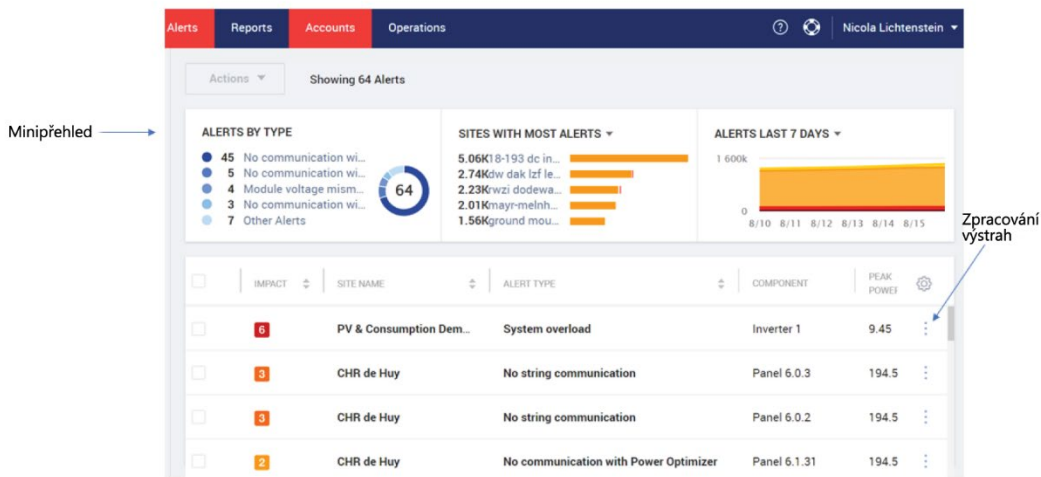 Alerts Reports Accounts Operations Nicola Lichtenstein
Actions Showing 64 Alerts
Minipřehled
ALERTS BY TYPE
45 No communication wi...
5 No communication wi...
4 Module voltage mism...
3 No communication wi...
7 Other Alerts
64
SITES WITH MOST ALERTS
5.06K18-193 dc in...
2.74Kdw dak lzf le...
2.23Krwzi dodewa...
2.01Kmayr-melnh...
1.56Kground mou...
ALERTS LAST 7 DAYS
1 600k
0
8/10 8/11 8/12 8/13 8/14 8/15
Zpracování
výstrah
IMPACT SITE NAME ALERT TYPE COMPONENT PEAK
POWER
6 PV & Consumption Dem... System overload Inverter 1 9.45
3 CHR de Huy No string communication Panel 6.0.3 194.5
3 CHR de Huy No string communication Panel 6.0.2 194.5
2 CHR de Huy No communication with Power Optimizer Panel 6.1.31 194.5